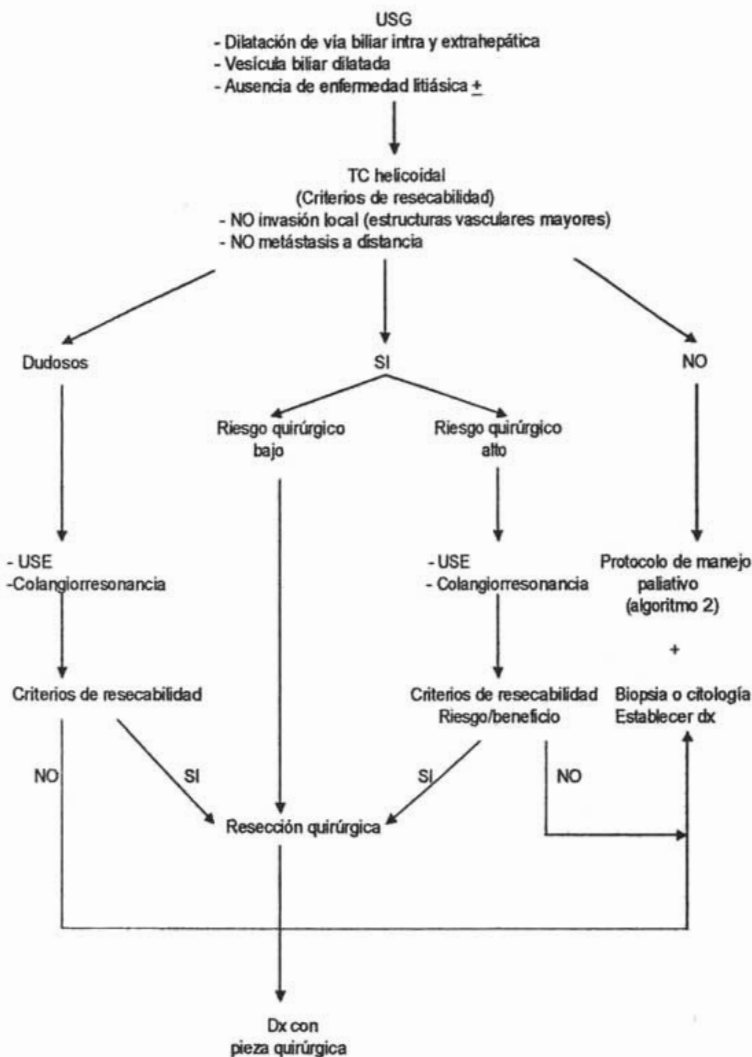 USG
- Dilatación de vía biliar intra y extrahepática
- Vesícula biliar dilatada
- Ausencia de enfermedad litiásica ±
TC helicoidal
(Criterios de resecabilidad)
- NO invasión local (estructuras vasculares mayores)
- NO metástasis a distancia
Dudosos
SI
NO
Riesgo quirúrgico
bajo
Riesgo quirúrgico
alto
- USE
-Colangiorresonancia
- USE
- Colangiorresonancia
Protocolo de manejo
paliativo
(algoritmo 2)
+
Criterios de resecabilidad
Criterios de resecabilidad
Riesgo/beneficio
Biopsia o citología
Establecer dx
NO
SI
SI
NO
Resección quirúrgica
Dx con
pieza quirúrgica